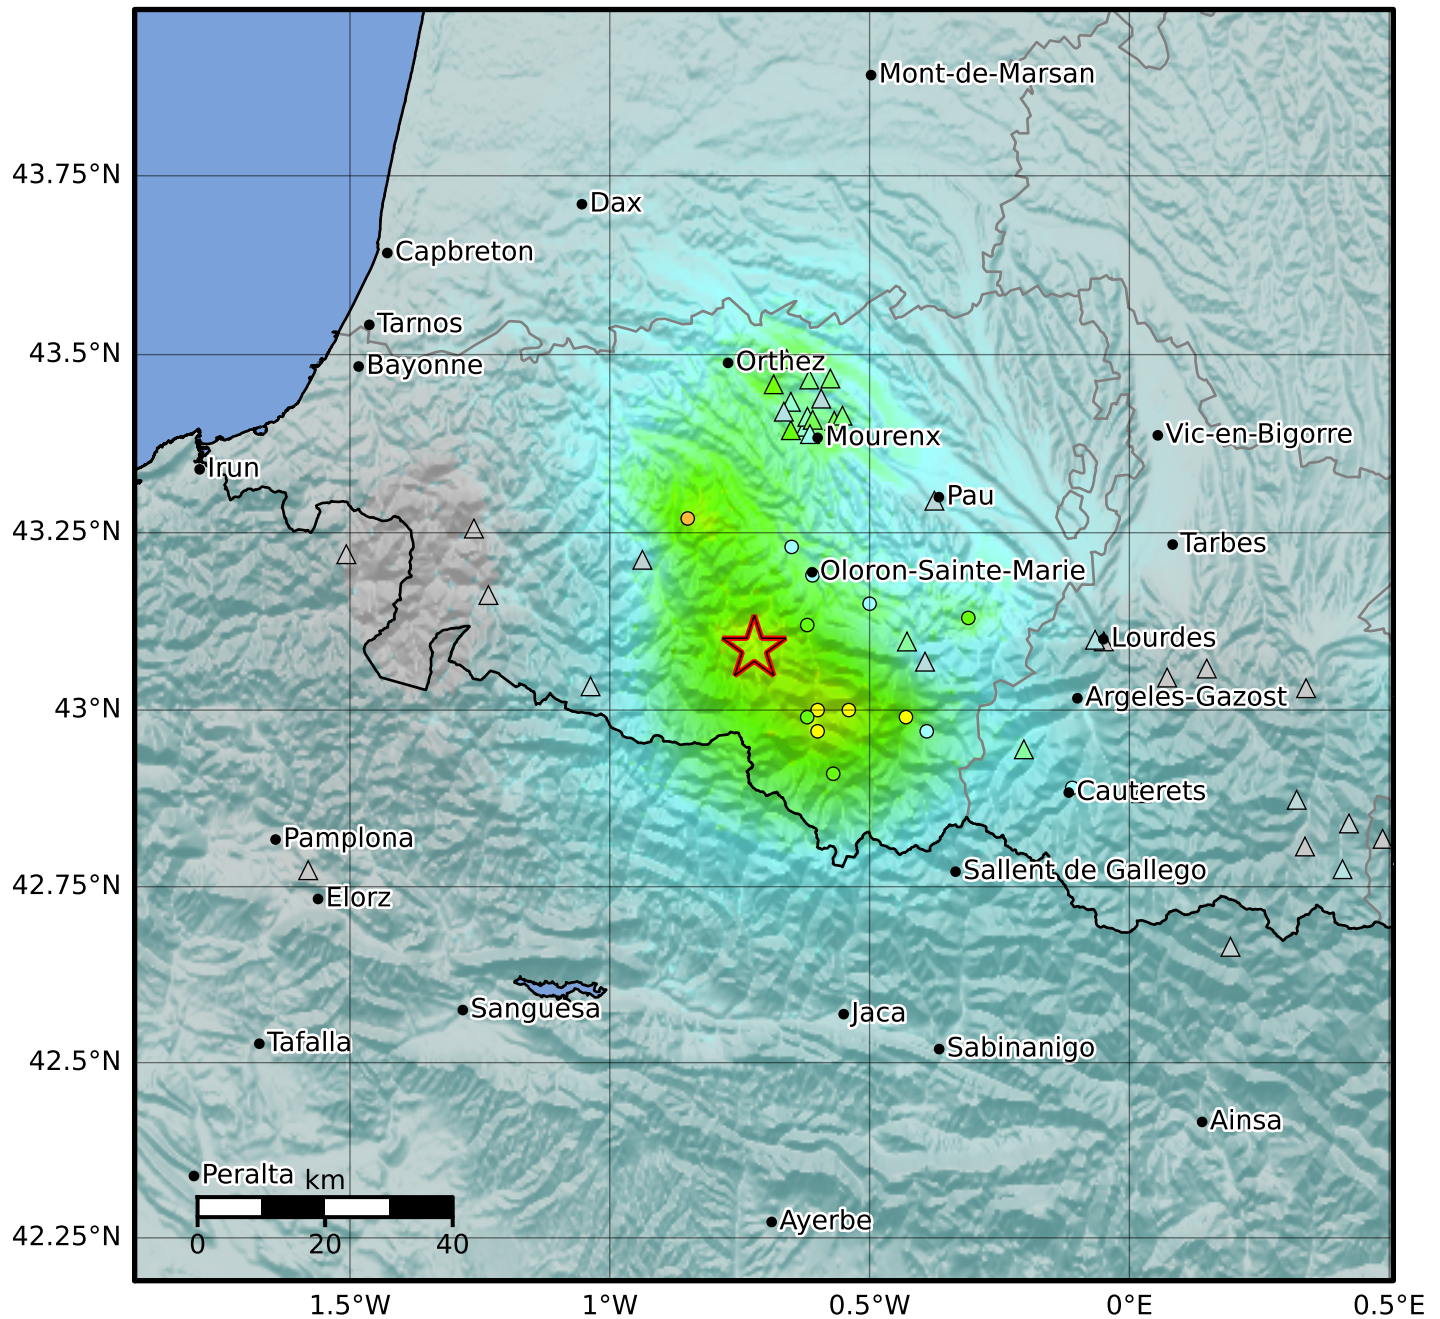 Mont-de-Marsan
43.75°N
Dax
Capbreton
Tarnos
43.5°N
Orthez
Bayonne
Mourenx
Vic-en-Bigorre
Irun
Pau
43.25°N
Tarbes
Oloron-Sainte-Marie
Lourdes
Argeles-Gazost
43°N
Cauterets
Pamplona
Sallent de Gallego
42.75°N
Elorz
Sanguesa
Jaca
Tafalla
Sabinanigo
42.5°N
Ainsa
Peralta
km
Ayerbe
42.25°N
0 20 40
1.5°W 1°W 0.5°W 0°E 0.5°E